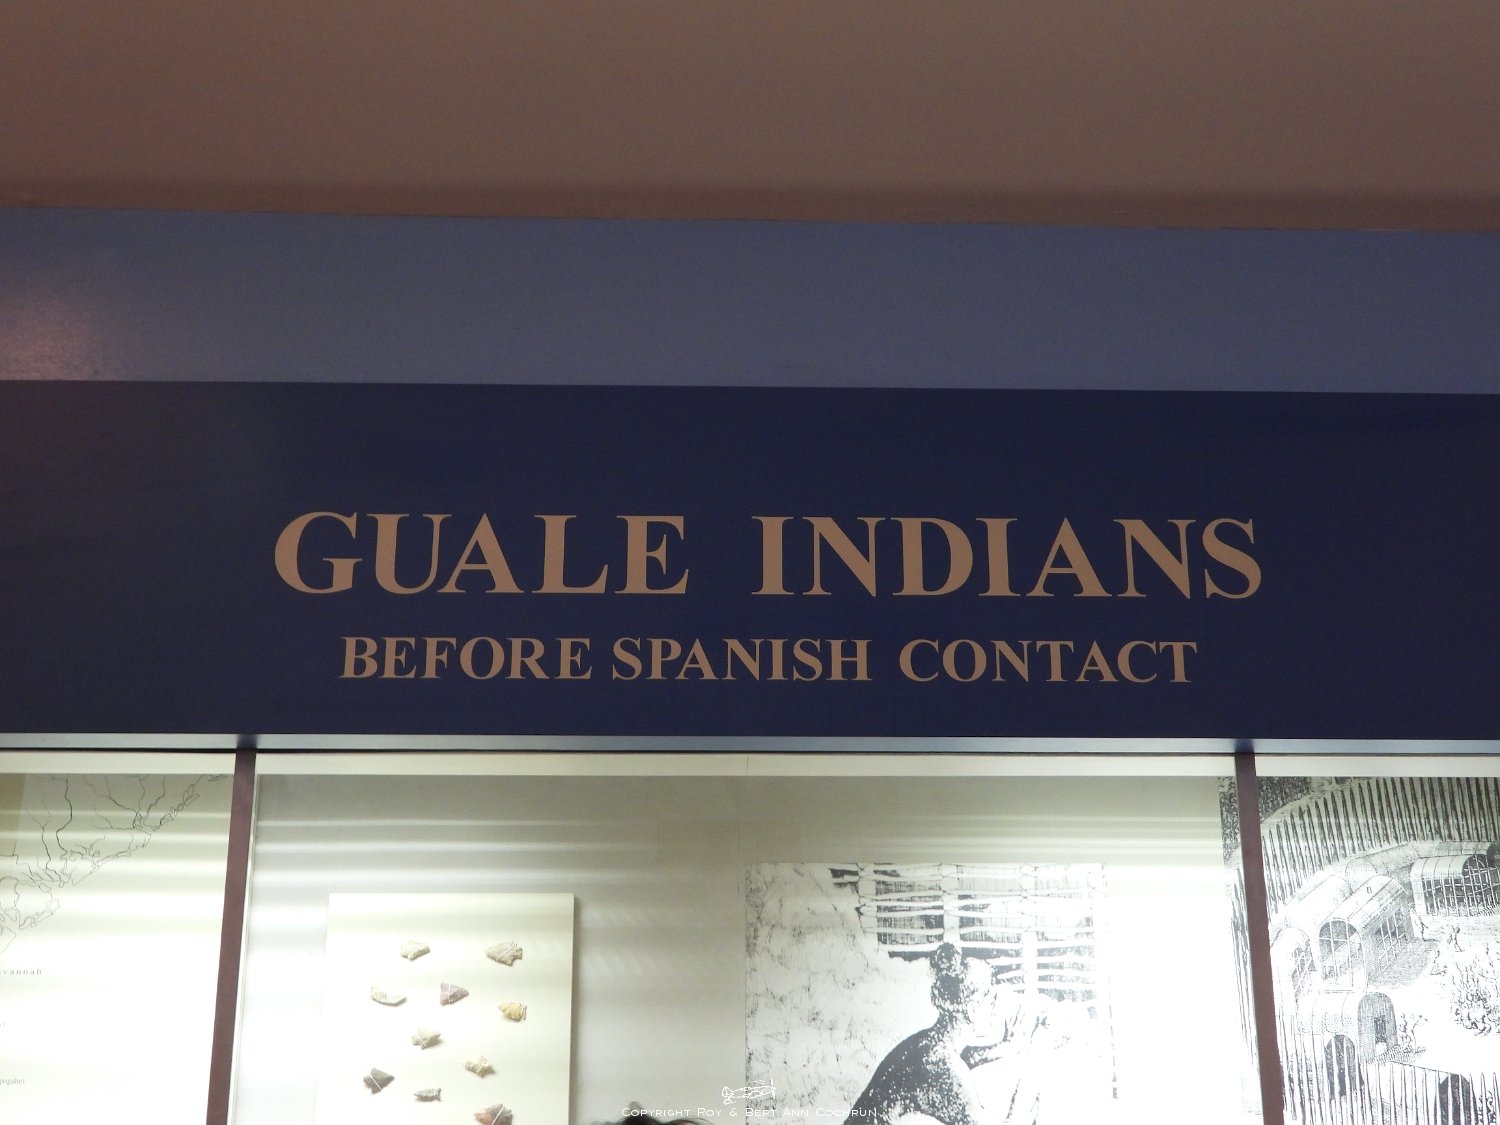 GUALE INDIANS
BEFORE SPANISH CONTACT
Copyright Roy & Bert Ann Cochrun